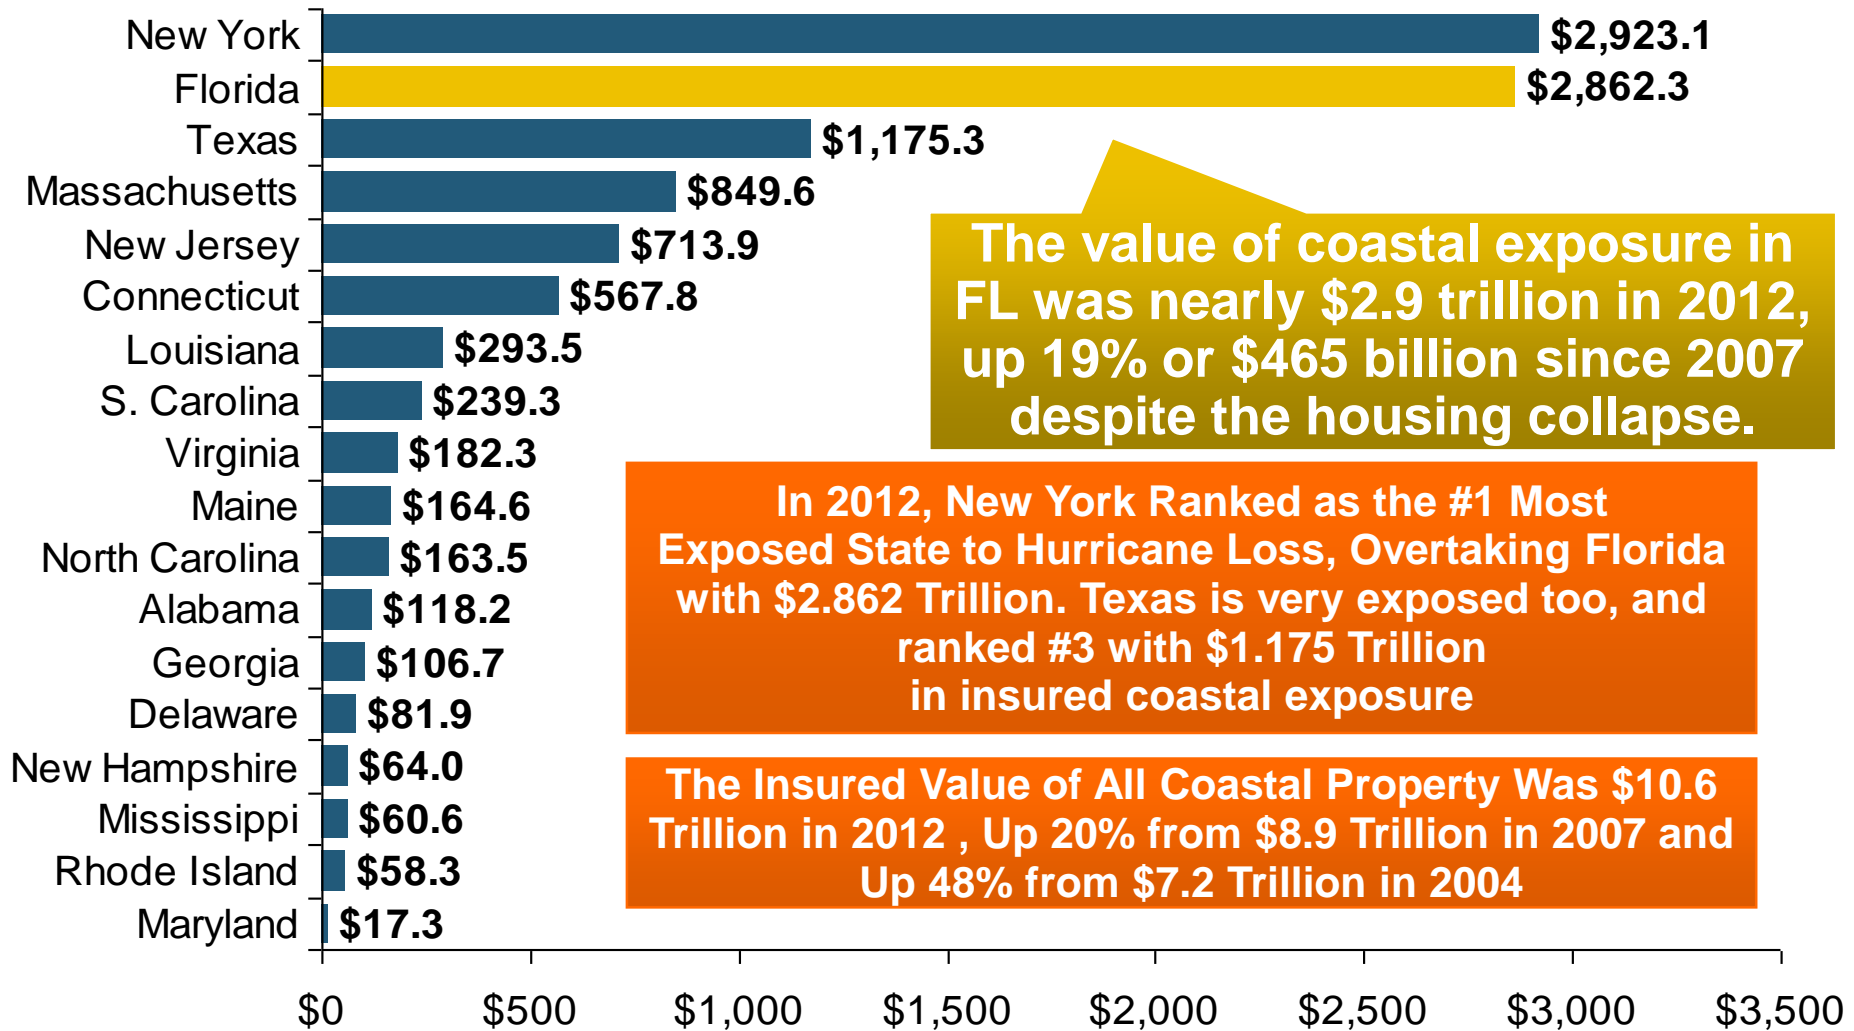 New York $2,923.1
Florida $2,862.3
Texas $1,175.3
Massachusetts $849.6
New Jersey $713.9
Connecticut $567.8
Louisiana $293.5
S. Carolina $239.3
Virginia $182.3
Maine $164.6
North Carolina $163.5
Alabama $118.2
Georgia $106.7
Delaware $81.9
New Hampshire $64.0
Mississippi $60.6
Rhode Island $58.3
Maryland $17.3
$0 $500 $1,000 $1,500 $2,000 $2,500 $3,000 $3,500
The value of coastal exposure in
FL was nearly $2.9 trillion in 2012,
up 19% or $465 billion since 2007
despite the housing collapse.
In 2012, New York Ranked as the #1 Most
Exposed State to Hurricane Loss, Overtaking Florida
with $2.862 Trillion. Texas is very exposed too, and
ranked #3 with $1.175 Trillion
in insured coastal exposure
The Insured Value of All Coastal Property Was $10.6
Trillion in 2012 , Up 20% from $8.9 Trillion in 2007 and
Up 48% from $7.2 Trillion in 2004